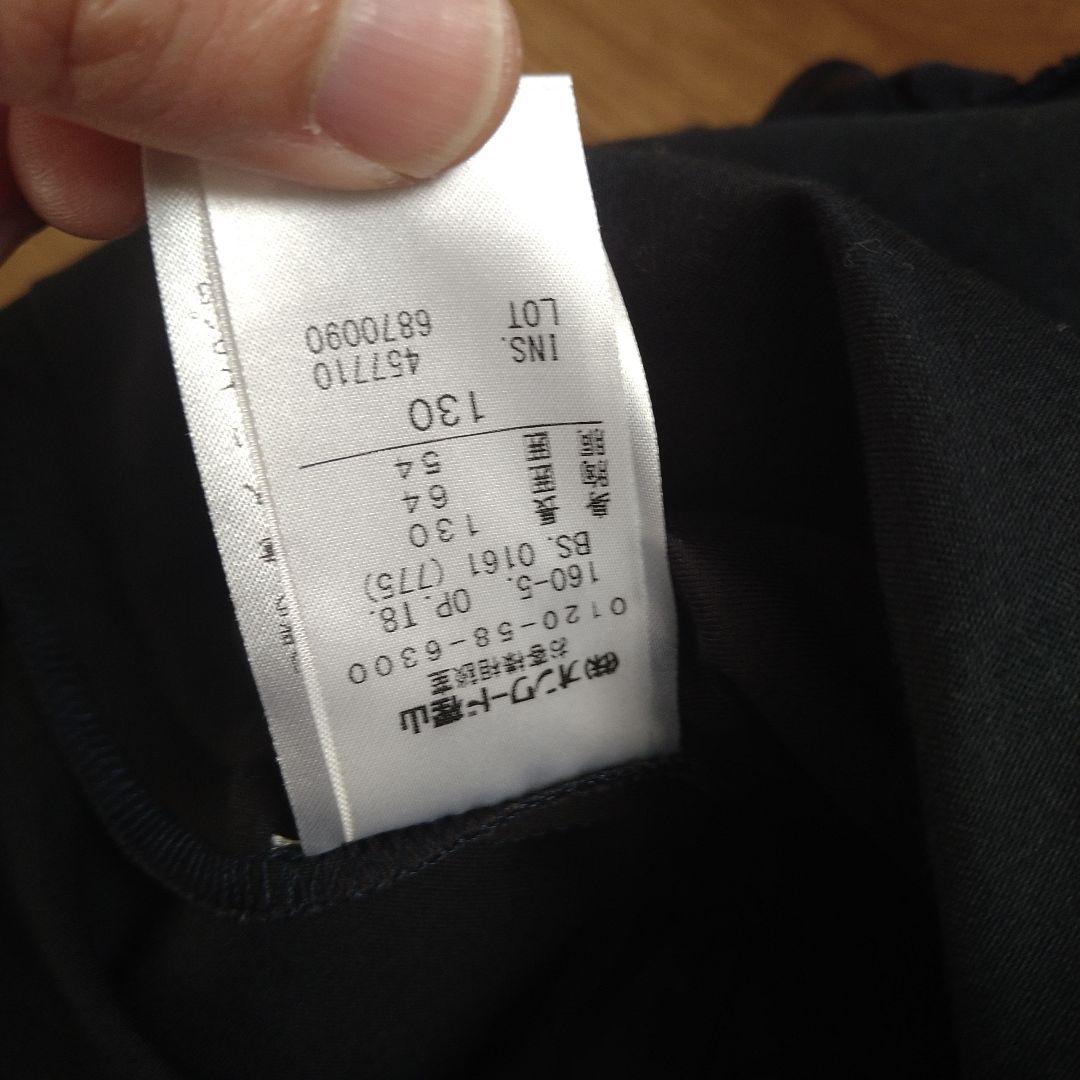 ㈱オンワード樫山
お客様相談室
0120-58-6300
160-5. OP. T8.
BS. 0161 (775)
身長 130
胸囲 64
胴囲 54
130
INS. 457710
LOT 6870090